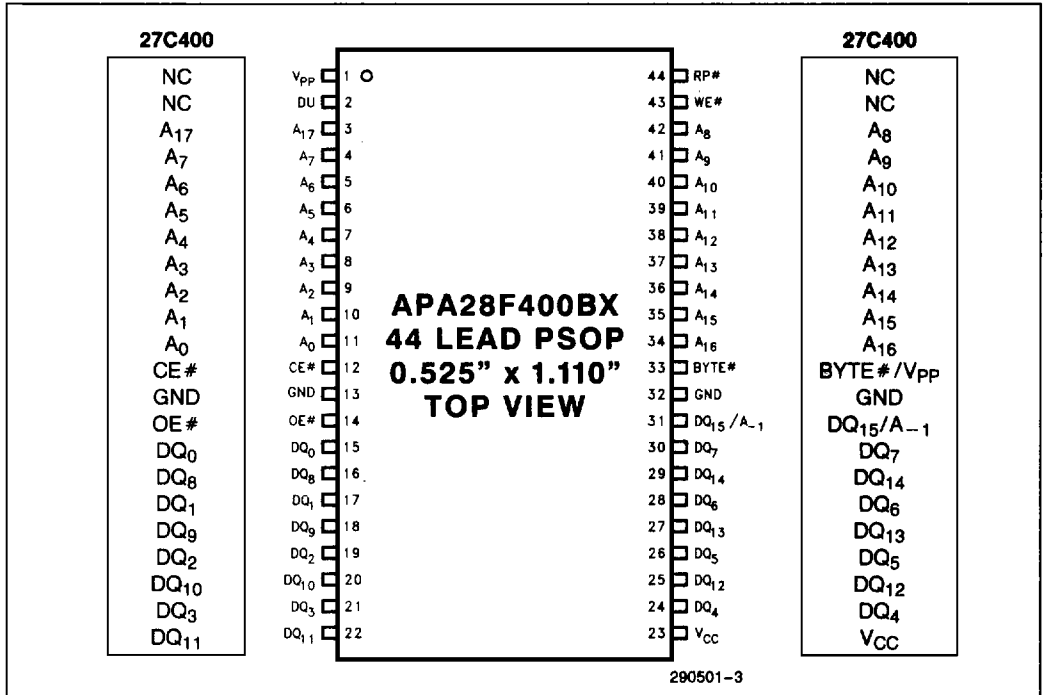 27C400 27C400
NC VPP 1 44 RP# NC
NC DU 2 43 WE# NC
A17 A17 3 42 A8 A8
A7 A7 4 41 A9 A9
A6 A6 5 40 A10 A10
A5 A5 6 39 A11 A11
A4 A4 7 38 A12 A12
A3 A3 8 37 A13 A13
A2 A2 9 36 A14 A14
A1 A1 10 35 A15 A15
A0 A0 11 34 A16 A16
CE# CE# 12 33 BYTE# BYTE#/VPP
GND GND 13 32 GND GND
OE# OE# 14 31 DQ15/A-1 DQ15/A-1
DQ0 DQ0 15 30 DQ7 DQ7
DQ8 DQ8 16 29 DQ14 DQ14
DQ1 DQ1 17 28 DQ6 DQ6
DQ9 DQ9 18 27 DQ13 DQ13
DQ2 DQ2 19 26 DQ5 DQ5
DQ10 DQ10 20 25 DQ12 DQ12
DQ3 DQ3 21 24 DQ4 DQ4
DQ11 DQ11 22 23 VCC VCC
APA28F400BX
44 LEAD PSOP
0.525" x 1.110"
TOP VIEW
290501-3